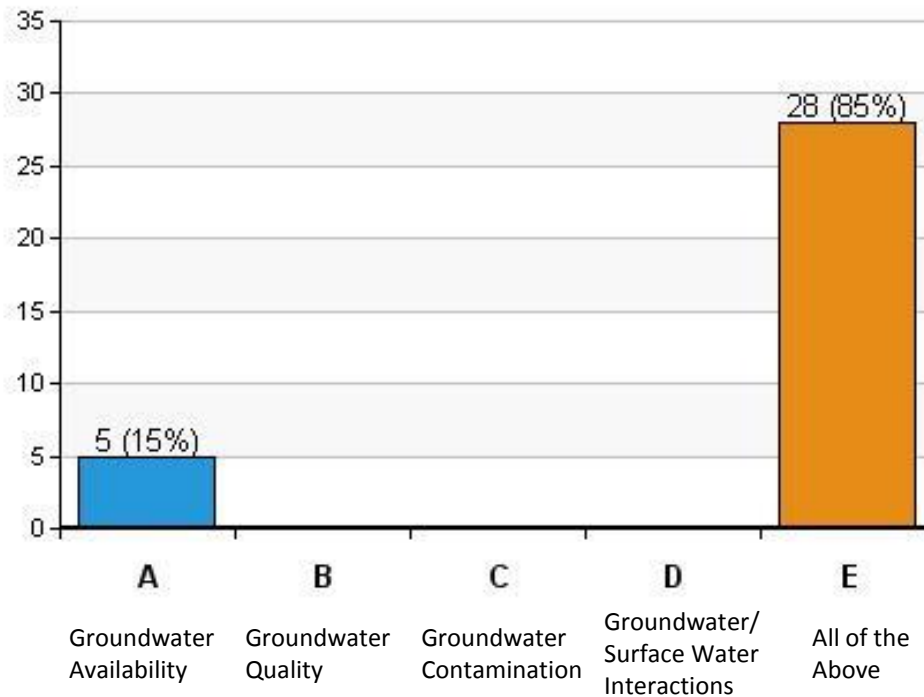 35
30
25
20
15
10
5
0
28 (85%)
5 (15%)
A
B
C
D
E
Groundwater
Availability
Groundwater
Quality
Groundwater
Contamination
Groundwater/
Surface Water
Interactions
All of the
Above